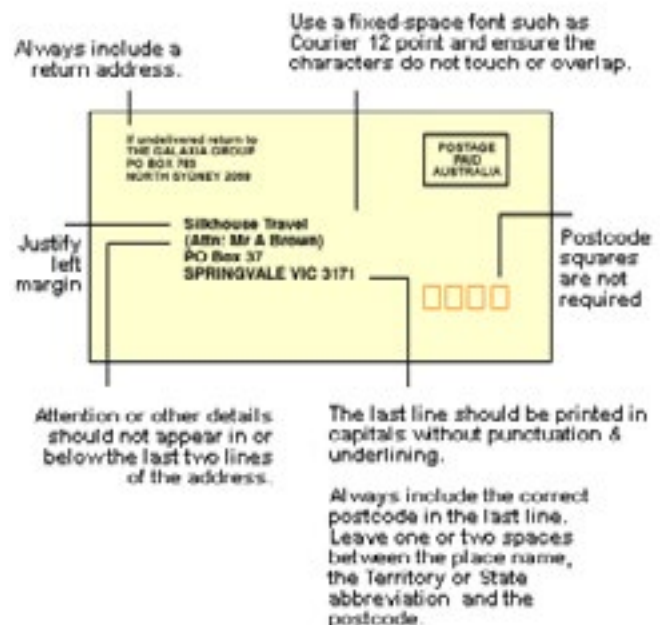 Always include a
return address.
Use a fixed-space font such as
Courier 12 point and ensure the
characters do not touch or overlap.
If undelivered return to
THE GALAXIA GROUP
PO BOX 785
NORTH SYDNEY 2059
POSTAGE
PAID
AUSTRALIA
Silkhouse Travel
(Attn: Mr A Brown)
PO Box 37
SPRINGVALE VIC 3171
Justify
left
margin
Postcode
squares
are not
required
Attention or other details
should not appear in or
below the last two lines
of the address.
The last line should be printed in
capitals without punctuation &
underlining.
Always include the correct
postcode in the last line.
Leave one or two spaces
between the place name,
the Territory or State
abbreviation and the
postcode.